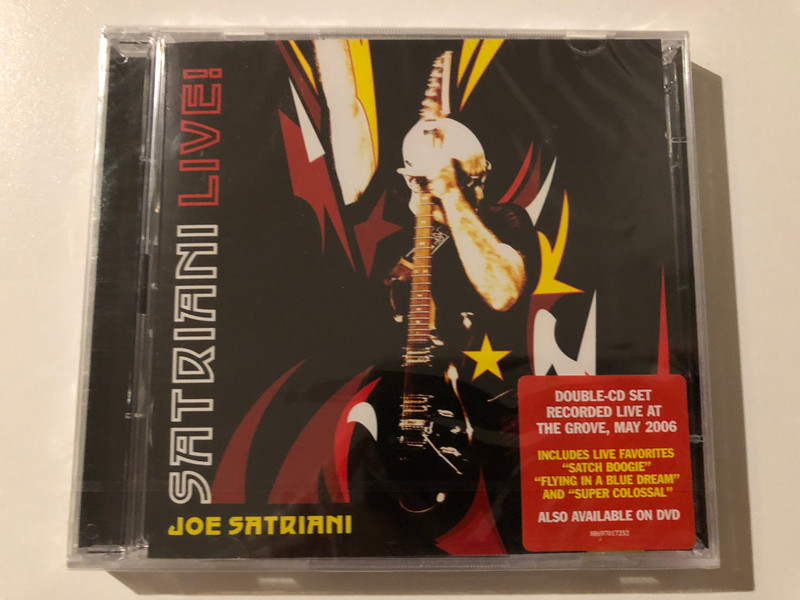 SATRIANI LIVE!
JOE SATRIANI
DOUBLE-CD SET
RECORDED LIVE AT
THE GROVE, MAY 2006
INCLUDES LIVE FAVORITES
“SATCH BOOGIE”
“FLYING IN A BLUE DREAM”
AND “SUPER COLOSSAL”
ALSO AVAILABLE ON DVD
88697017252